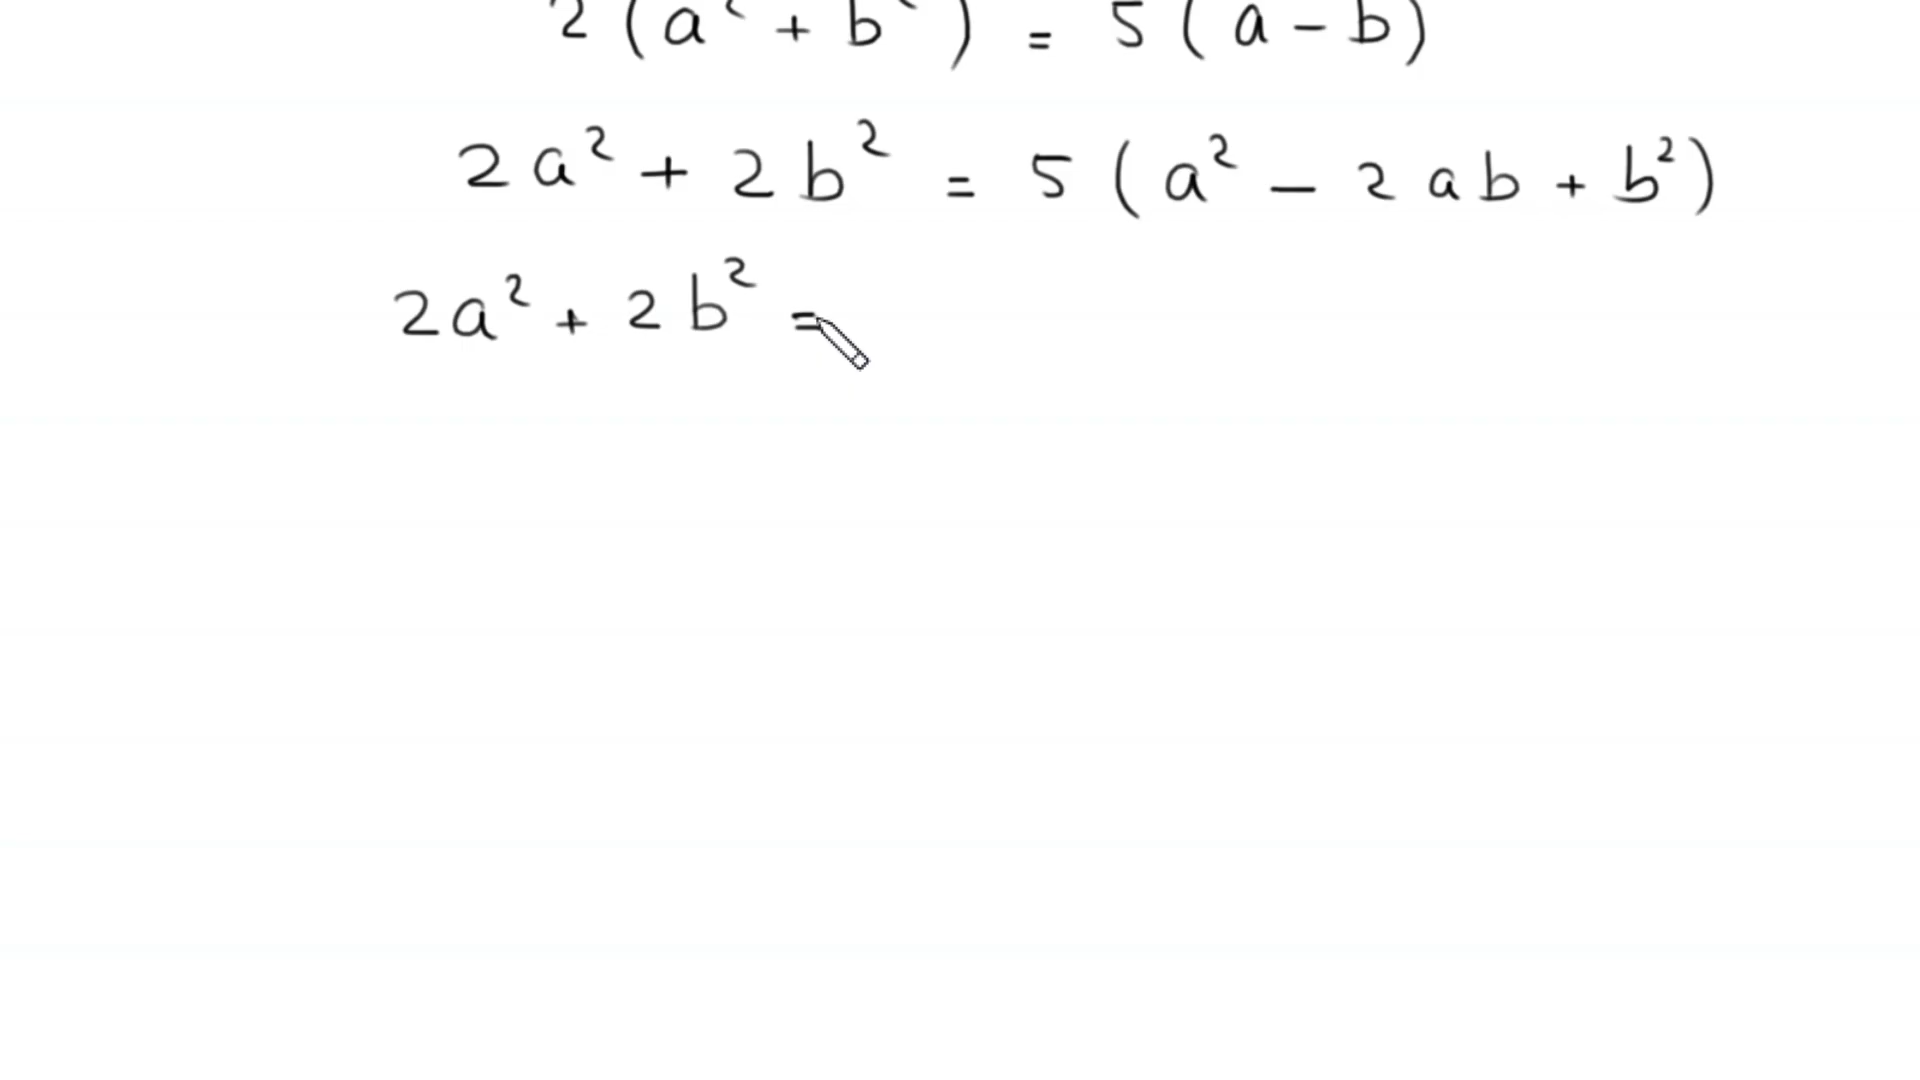 2(a² + b²) = 5(a - b)
2a² + 2b² = 5(a² - 2ab + b²)
2a² + 2b² =